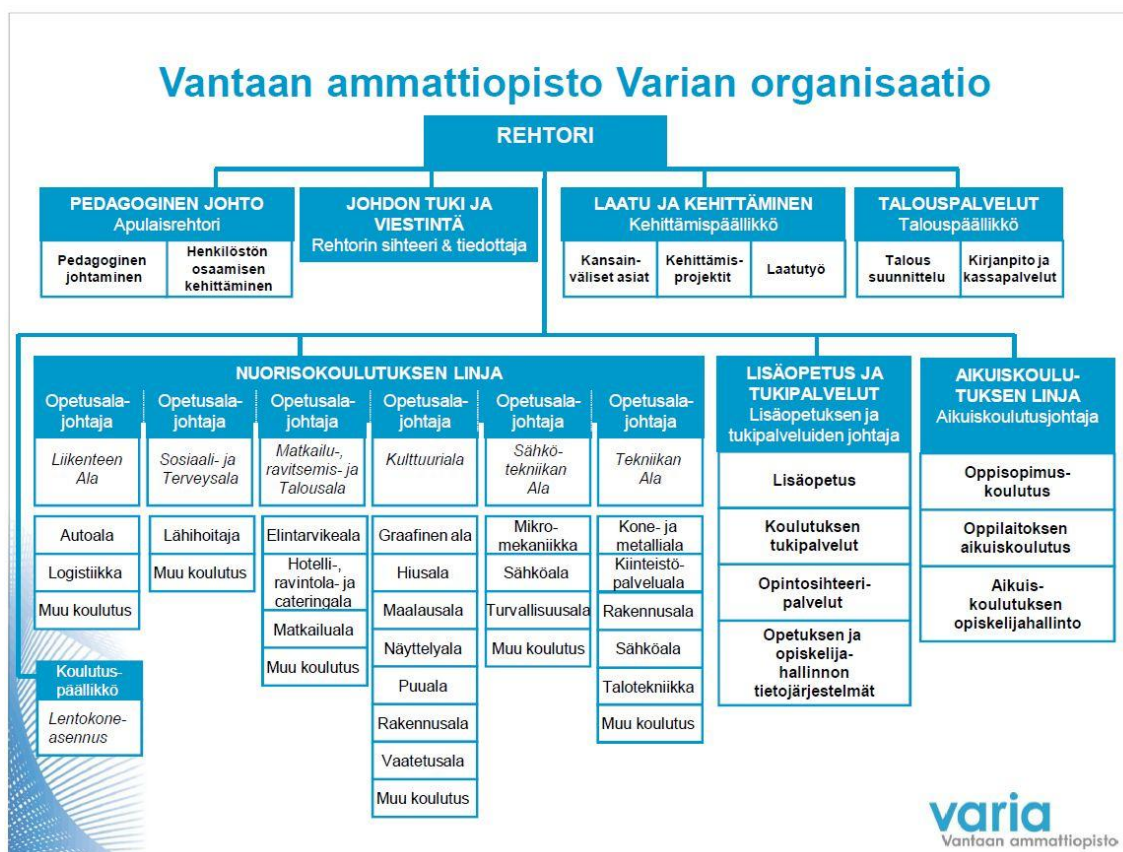 Vantaan ammattiopisto Varian organisaatio
REHTORI
PEDAGOGINEN JOHTO
Apulaisrehtori
Pedagoginen
johtaminen
Henkilöstön
osaamisen
kehittäminen
JOHDON TUKI JA
VIESTINTÄ
Rehtorin sihteeri & tiedottaja
LAATU JA KEHITTÄMINEN
Kehittämispäällikkö
Kansain-
väliset asiat
Kehittämis-
projektit
Laatutyö
TALOUSPALVELUT
Talouspäällikkö
Talous
suunnittelu
Kirjanpito ja
kassapalvelut
NUORISOKOULUTUKSEN LINJA
Opetusala-
johtaja
Liikenteen
Ala
Autoala
Logistiikka
Muu koulutus
Opetusala-
johtaja
Sosiaali- ja
Terveysala
Lähihoitaja
Muu koulutus
Opetusala-
johtaja
Matkailu-,
ravitsemis- ja
Talousala
Elintarvikeala
Hotelli-,
ravintola- ja
cateringala
Matkailuala
Muu koulutus
Opetusala-
johtaja
Kulttuuriala
Graafinen ala
Hiusala
Maalausala
Näyttelyala
Puuala
Rakennusala
Vaatetusala
Muu koulutus
Opetusala-
johtaja
Sähkö-
tekniikan
Ala
Mikro-
mekaniikka
Sähköala
Turvallisuusala
Muu koulutus
Opetusala-
johtaja
Tekniikan
Ala
Kone- ja
metalliala
Kiinteistö-
palveluala
Rakennusala
Sähköala
Talotekniikka
Muu koulutus
LISÄOPETUS JA
TUKIPALVELUT
Lisäopetuksen ja
tukipalveluiden johtaja
Lisäopetus
Koulutuksen
tukipalvelut
Opintosihteeri-
palvelut
Opetuksen ja
opiskelija-
hallinnon
tietojärjestelmät
AIKUISKOULU-
TUKSEN LINJA
Aikuiskoulutusjohtaja
Oppisopimus-
koulutus
Oppilaitoksen
aikuiskoulutus
Aikuis-
koulutuksen
opiskelijahallinto
Koulutus-
päällikkö
Lentokone-
asennus
varia
Vantaan ammattiopisto